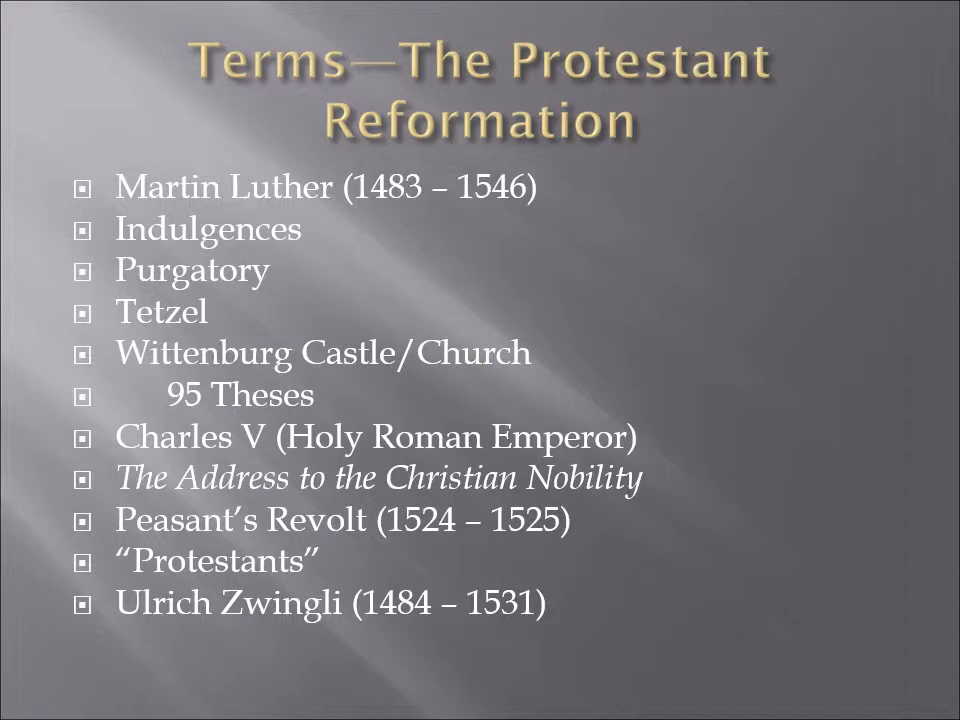 Terms—The Protestant
Reformation
Martin Luther (1483 – 1546)
Indulgences
Purgatory
Tetzel
Wittenburg Castle/Church
95 Theses
Charles V (Holy Roman Emperor)
The Address to the Christian Nobility
Peasant’s Revolt (1524 – 1525)
“Protestants”
Ulrich Zwingli (1484 – 1531)